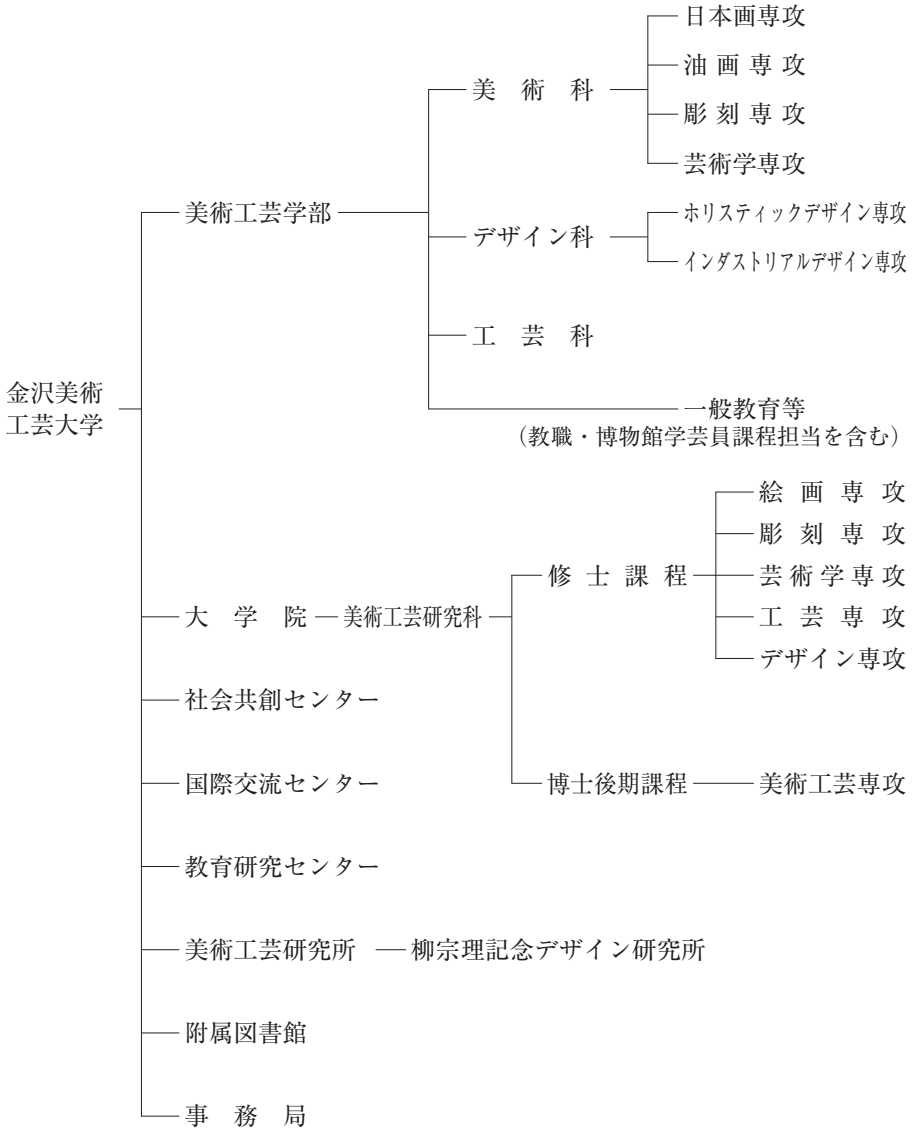 日本画専攻
油画専攻
美術科
彫刻専攻
芸術学専攻
美術工芸学部
ホリスティックデザイン専攻
デザイン科
インダストリアルデザイン専攻
工芸科
金沢美術
工芸大学
一般教育等
（教職・博物館学芸員課程担当を含む）
絵画専攻
彫刻専攻
修士課程
芸術学専攻
大学院
美術工芸研究科
工芸専攻
デザイン専攻
社会共創センター
国際交流センター
博士後期課程
美術工芸専攻
教育研究センター
美術工芸研究所
柳宗理記念デザイン研究所
附属図書館
事務局